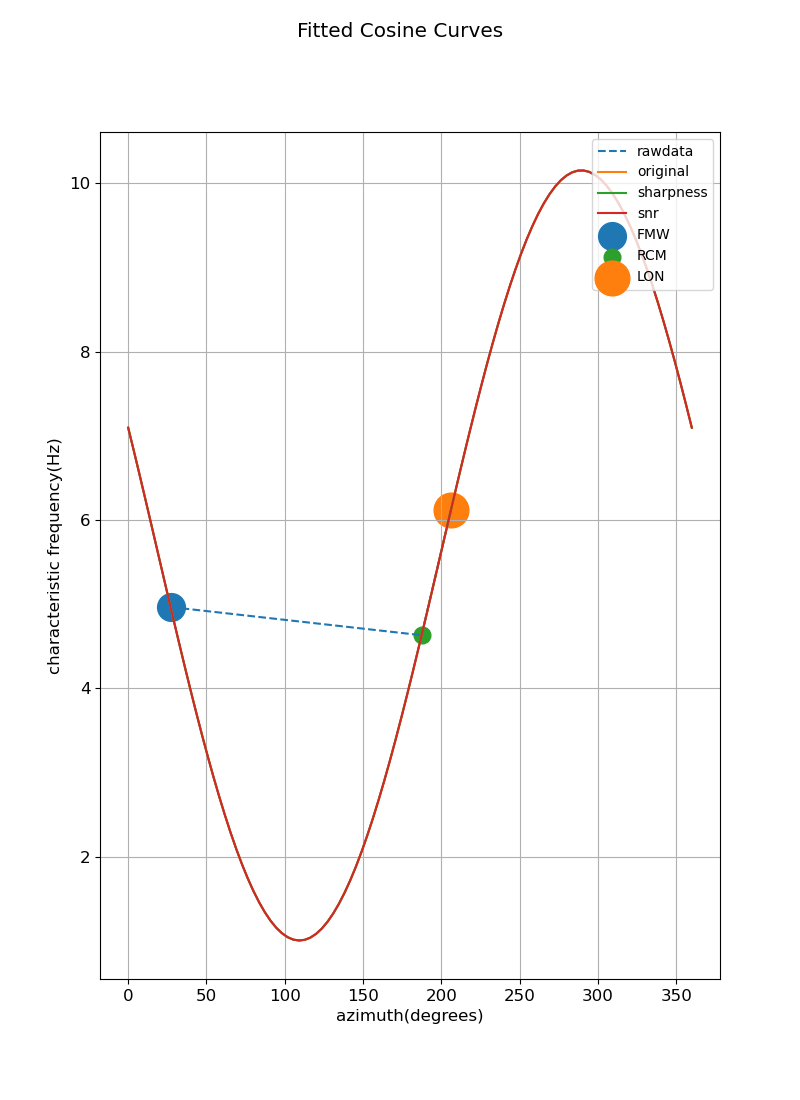 Fitted Cosine Curves
rawdata
original
sharpness
snr
FMW
RCM
LON
10
8
6
4
2
characteristic frequency(Hz)
0 50 100 150 200 250 300 350
azimuth(degrees)